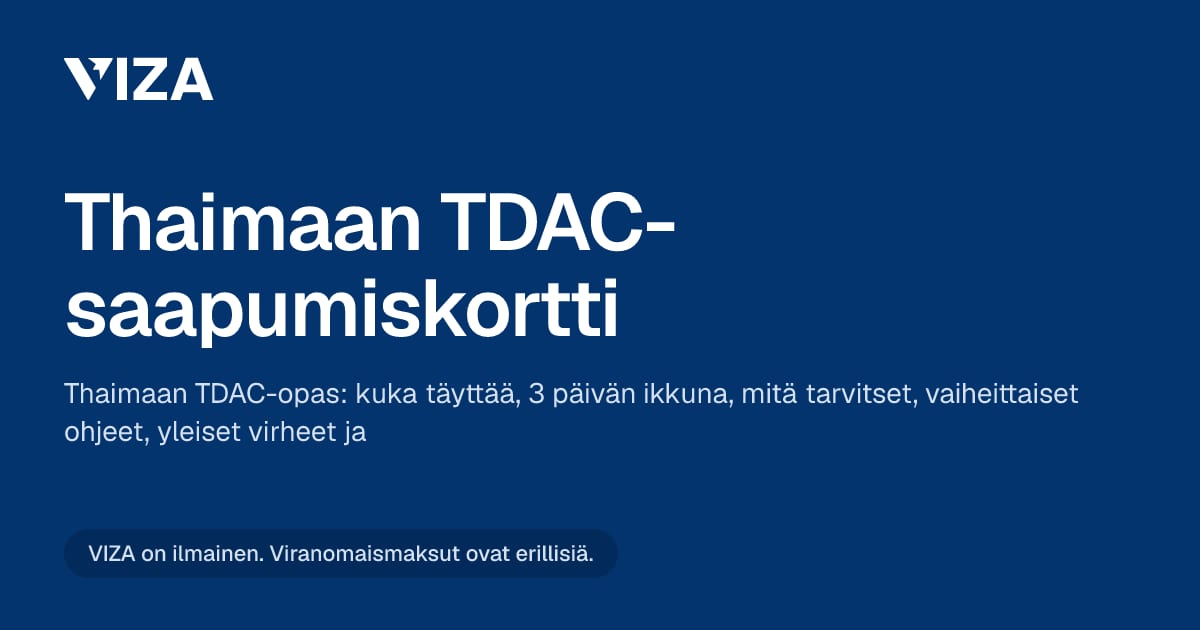 VIZA
Thaimaan TDAC-
saapumiskortti
Thaimaan TDAC-opas: kuka täyttää, 3 päivän ikkuna, mitä tarvitset, vaiheittaiset
ohjeet, yleiset virheet ja
VIZA on ilmainen. Viranomaismaksut ovat erillisiä.